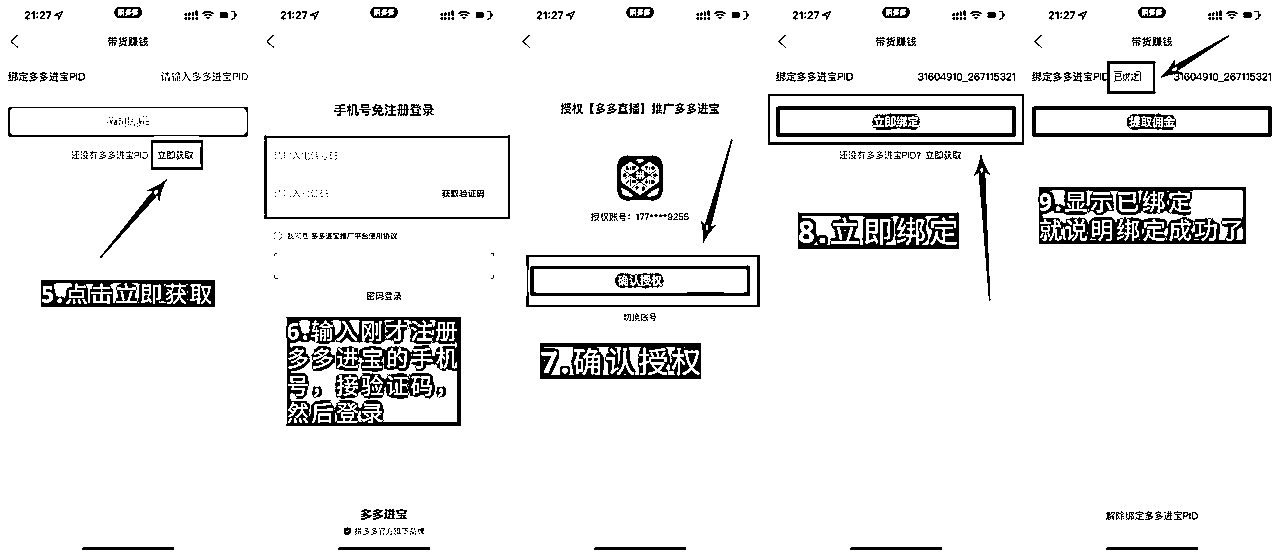 21:27
拼多多
带货赚钱
绑定多多进宝PID
请输入多多进宝PID
还没有多多进宝PID
立即获取
5.点击立即获取
21:27
拼多多
手机号免注册登录
获取验证码
多多进宝推广平台使用协议
密码登录
6.输入刚才注册
多多进宝的手机
号，接验证码，
然后登录
多多进宝
拼多多官方旗下品牌
21:27
拼多多
授权【多多直播】推广多多进宝
授权账号：177****9255
确认授权
切换账号
7.确认授权
21:27
拼多多
带货赚钱
绑定多多进宝PID
31604910_267115321
立即绑定
还没有多多进宝PID？立即获取
8.立即绑定
21:27
拼多多
带货赚钱
绑定多多进宝PID
已绑定
31604910_267115321
提取佣金
9.显示已绑定
就说明绑定成功了
解除绑定多多进宝PID